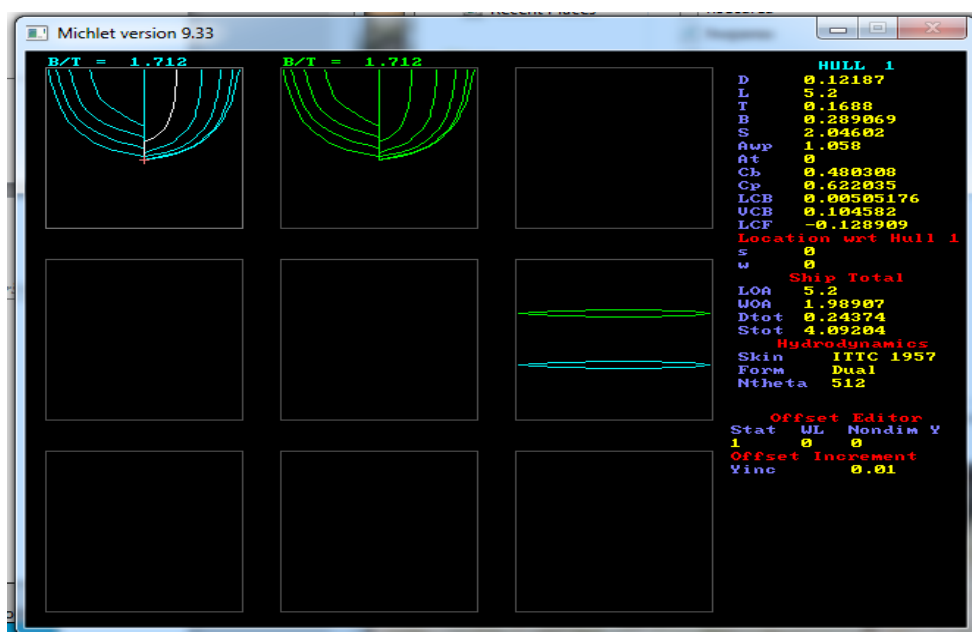 Recent Places
Michlet version 9.33
B/T = 1.712
B/T = 1.712
HULL 1
D 0.12187
L 5.2
T 0.1688
B 0.289069
S 2.04602
Awp 1.058
At 0
Cb 0.480308
Cp 0.622035
LCB 0.00505176
VCB 0.104582
LCF -0.128909
Location wrt Hull 1
s 0
w 0
Ship Total
LOA 5.2
WOA 1.98907
Dtot 0.24374
Stot 4.09204
Hydrodynamics
Skin ITTC 1957
Form Dual
Ntheta 512
Offset Editor
Stat WL Nondim Y
1 0 0
Offset Increment
Yinc 0.01